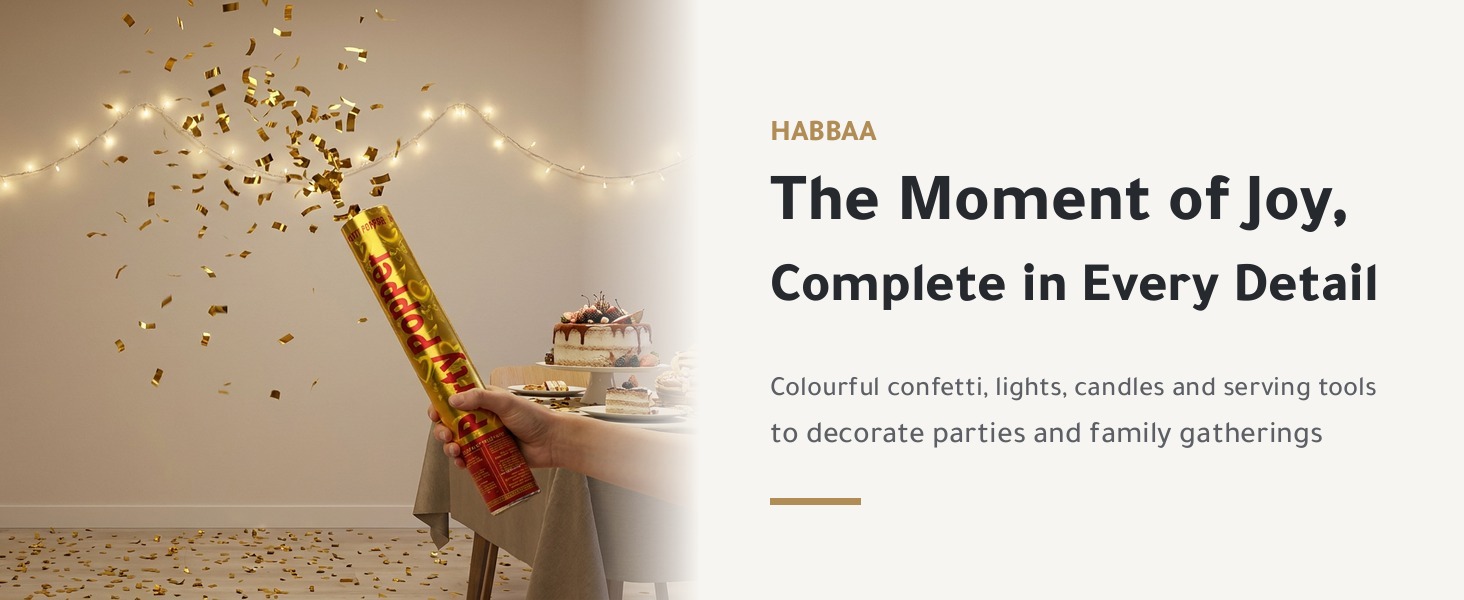 HABBAA
The Moment of Joy,
Complete in Every Detail
Colourful confetti, lights, candles and serving tools
to decorate parties and family gatherings
Party Popper